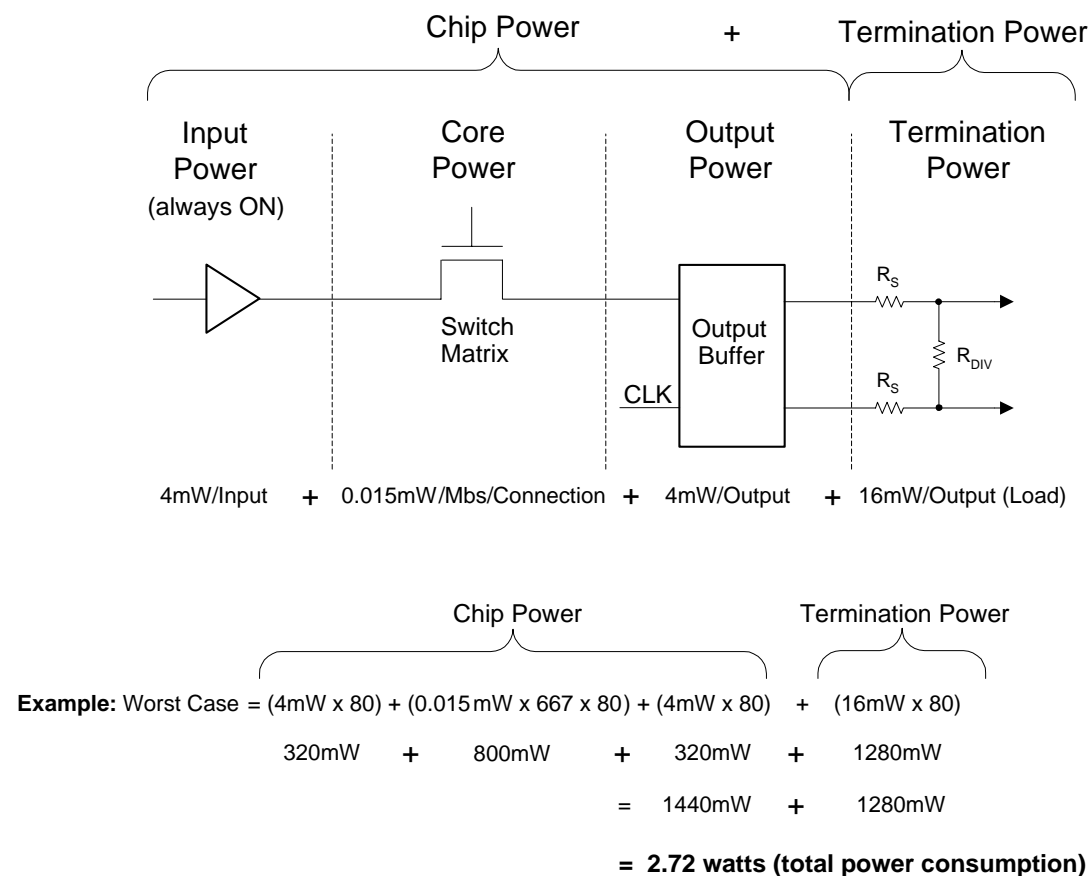 Chip Power + Termination Power
Input Power (always ON)
Core Power
Output Power
Termination Power
Switch Matrix
CLK
Output Buffer
R_S
R_S
R_DIV
4mW/Input + 0.015mW/Mbs/Connection + 4mW/Output + 16mW/Output (Load)
Chip Power Termination Power
Example: Worst Case = (4mW x 80) + (0.015mW x 667 x 80) + (4mW x 80) + (16mW x 80)
320mW + 800mW + 320mW + 1280mW
= 1440mW + 1280mW
= 2.72 watts (total power consumption)